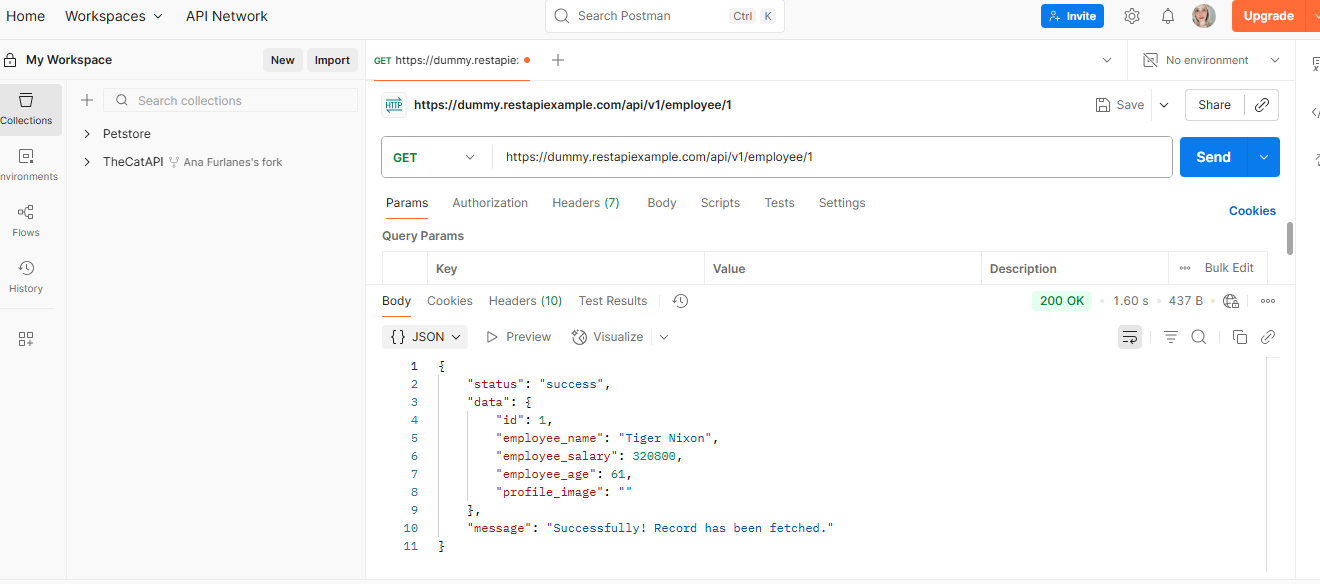 Home Workspaces API Network Search Postman Ctrl K Invite Upgrade
My Workspace New Import GET https://dummy.restapie: No environment
Collections Search collections HTTP https://dummy.restapiexample.com/api/v1/employee/1 Save Share
Petstore
TheCatAPI Ana Furlanes's fork GET https://dummy.restapiexample.com/api/v1/employee/1 Send
nvironments
Params Authorization Headers (7) Body Scripts Tests Settings Cookies
Flows
Query Params
Key Value Description Bulk Edit
History
Body Cookies Headers (10) Test Results 200 OK 1.60 s 437 B
{} JSON Preview Visualize
1 {
2 "status": "success",
3 "data": {
4 "id": 1,
5 "employee_name": "Tiger Nixon",
6 "employee_salary": 320800,
7 "employee_age": 61,
8 "profile_image": ""
9 },
10 "message": "Successfully! Record has been fetched."
11 }